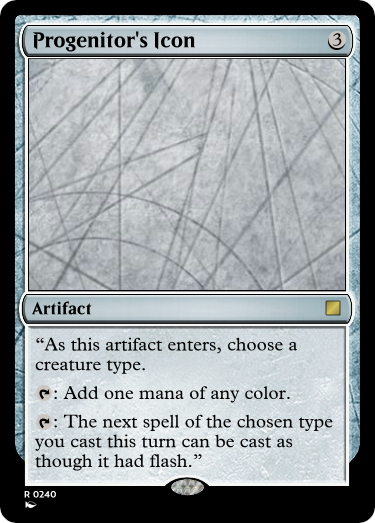 Progenitor's Icon 3
Artifact
“As this artifact enters, choose a
creature type.
: Add one mana of any color.
: The next spell of the chosen type
you cast this turn can be cast as
though it had flash.”
R 0240